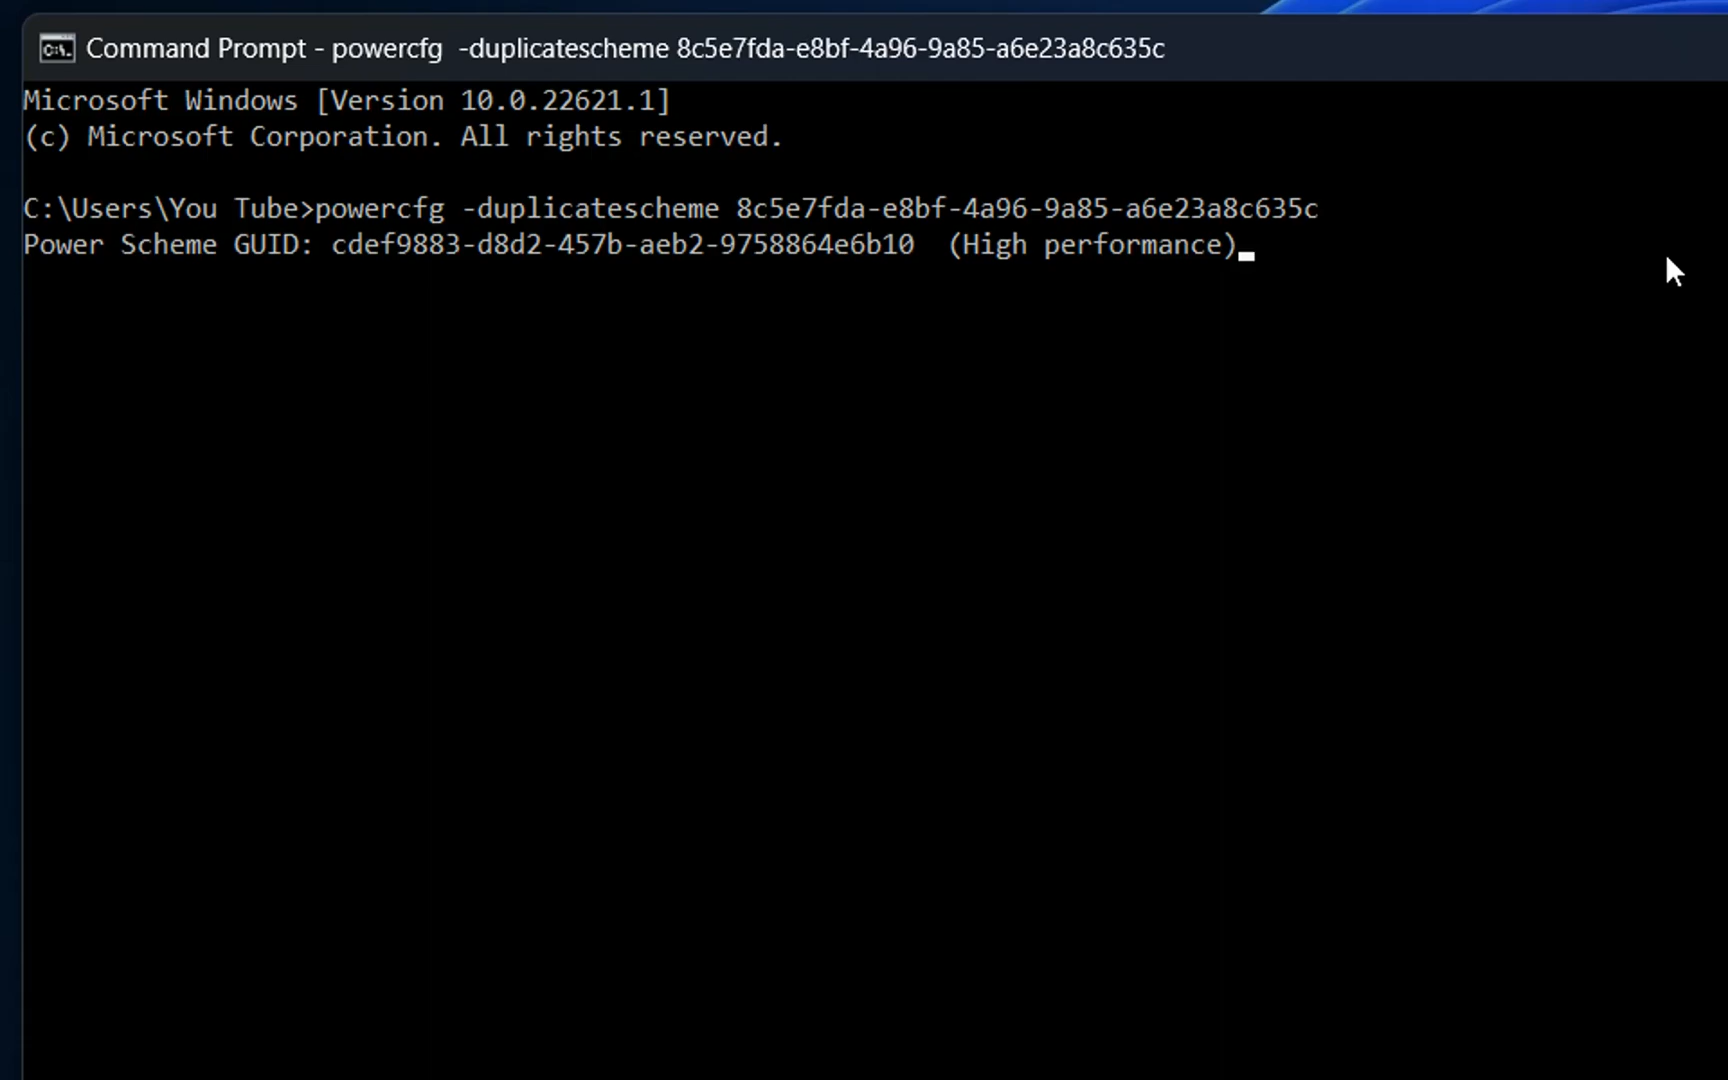 Command Prompt - powercfg  -duplicatescheme 8c5e7fda-e8bf-4a96-9a85-a6e23a8c635c
Microsoft Windows [Version 10.0.22621.1]
(c) Microsoft Corporation. All rights reserved.
C:\Users\You Tube>powercfg -duplicatescheme 8c5e7fda-e8bf-4a96-9a85-a6e23a8c635c
Power Scheme GUID: cdef9883-d8d2-457b-aeb2-9758864e6b10  (High performance)